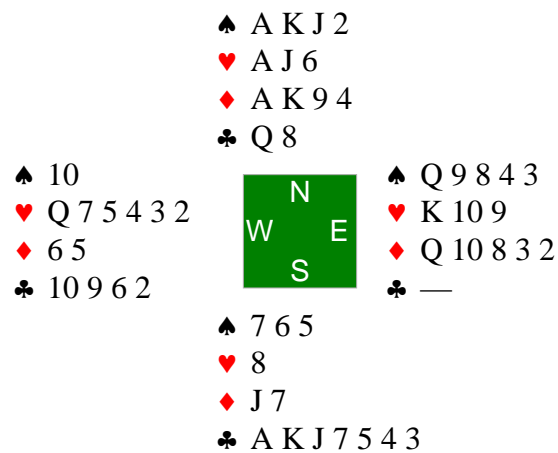 ♠ A K J 2
♥ A J 6
♦ A K 9 4
♣ Q 8
♠ 10
♥ Q 7 5 4 3 2
♦ 6 5
♣ 10 9 6 2
N
W E
S
♠ Q 9 8 4 3
♥ K 10 9
♦ Q 10 8 3 2
♣ —
♠ 7 6 5
♥ 8
♦ J 7
♣ A K J 7 5 4 3